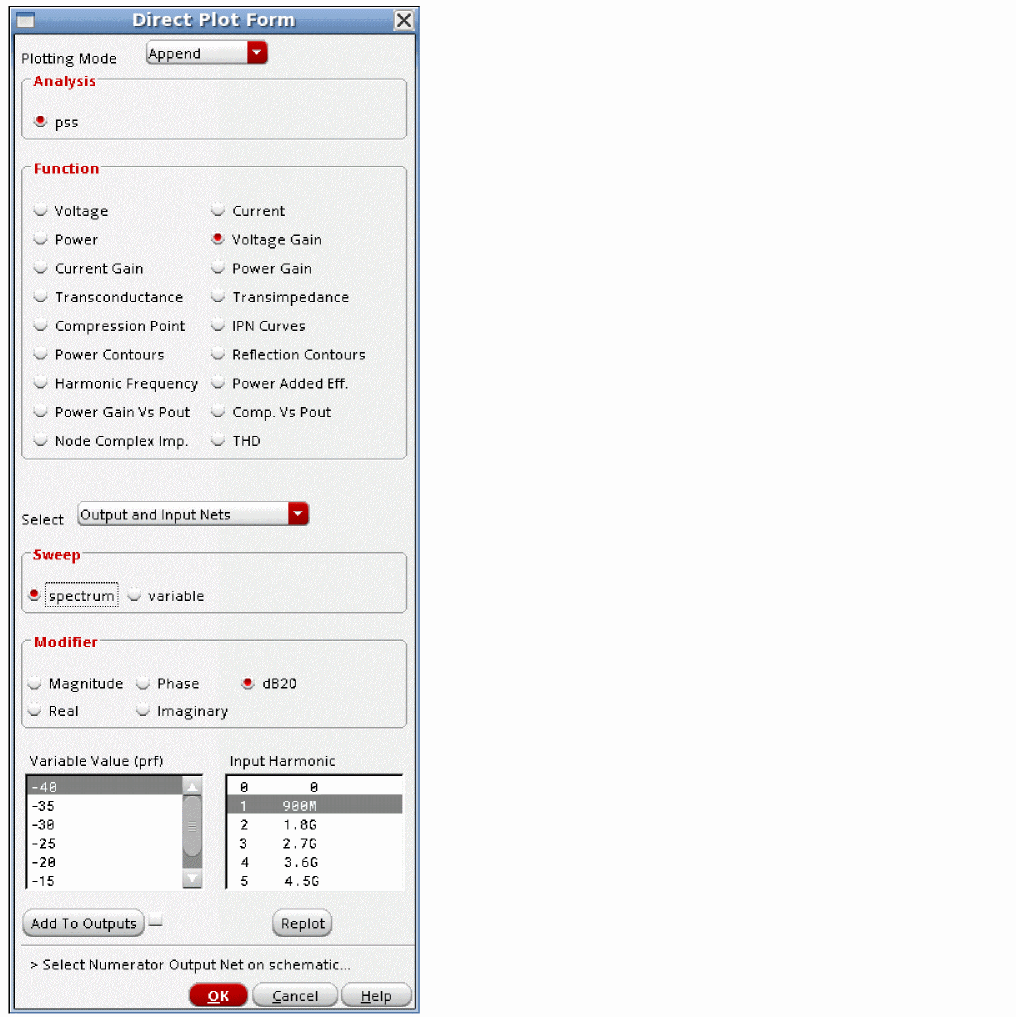 Direct Plot Form
Plotting Mode Append
Analysis
pss
Function
Voltage Current
Power Voltage Gain
Current Gain Power Gain
Transconductance Transimpedance
Compression Point IPN Curves
Power Contours Reflection Contours
Harmonic Frequency Power Added Eff.
Power Gain Vs Pout Comp. Vs Pout
Node Complex Imp. THD
Select Output and Input Nets
Sweep
spectrum variable
Modifier
Magnitude Phase dB20
Real Imaginary
Variable Value (prf) Input Harmonic
-40 0 0
-35 1 900M
-30 2 1.8G
-25 3 2.7G
-20 4 3.6G
-15 5 4.5G
Add To Outputs Replot
> Select Numerator Output Net on schematic...
OK Cancel Help